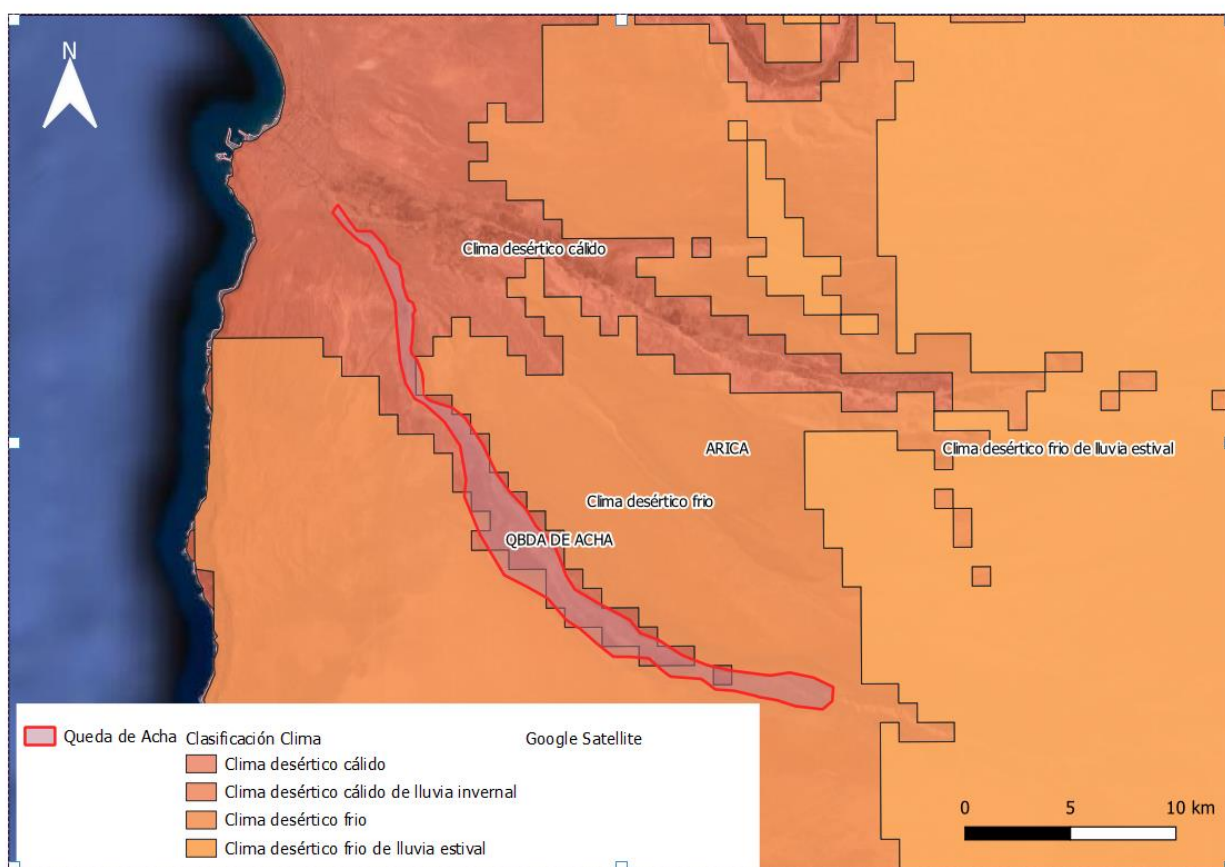 N
Clima desértico cálido
ARICA
Clima desértico frio de lluvia estival
Clima desértico frio
QBDA DE ACHA
Queda de Acha
Clasificación Clima
Google Satellite
Clima desértico cálido
Clima desértico cálido de lluvia invernal
Clima desértico frio
Clima desértico frio de lluvia estival
0 5 10 km